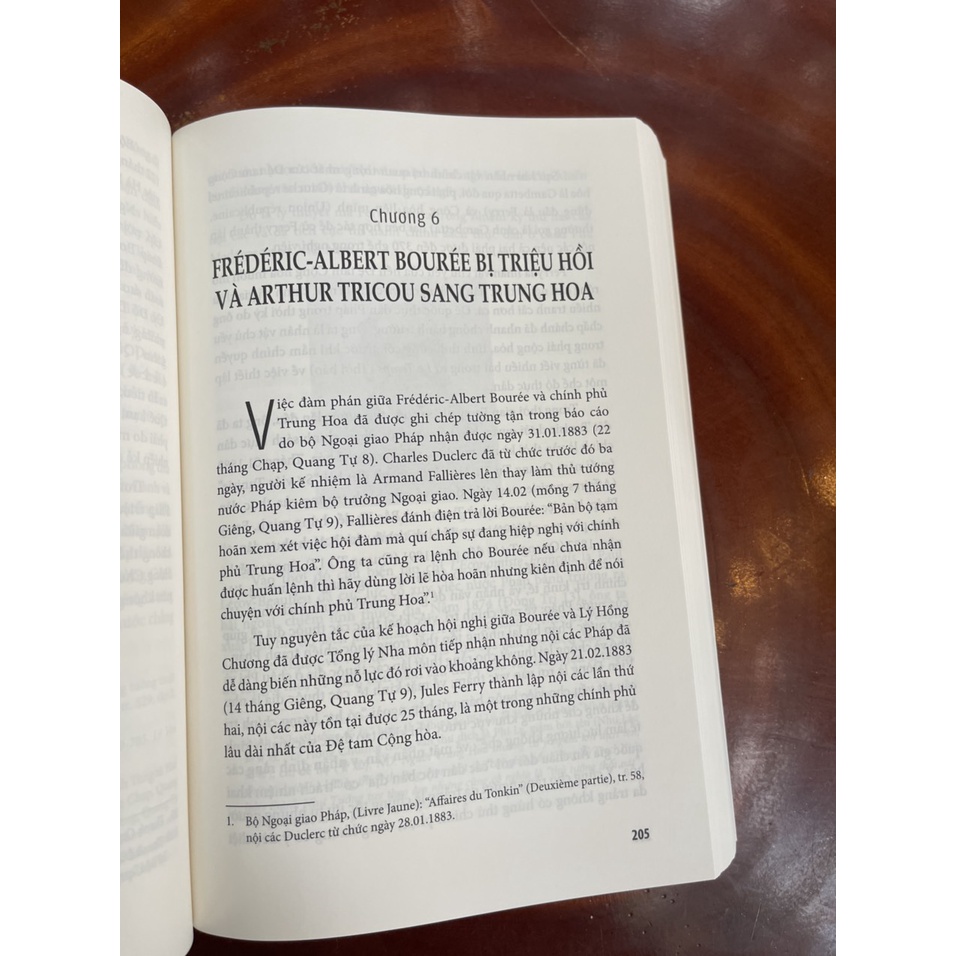 Chương 6
FRÉDÉRIC-ALBERT BOURÉE BỊ TRIỆU HỒI
VÀ ARTHUR TRICOU SANG TRUNG HOA
Việc đàm phán giữa Frédéric-Albert Bourée và chính phủ
Trung Hoa đã được ghi chép tường tận trong báo cáo
do bộ Ngoại giao Pháp nhận được ngày 31.01.1883 (22
tháng Chạp, Quang Tự 8). Charles Duclerc đã từ chức trước đó ba
ngày, người kế nhiệm là Armand Fallières lên thay làm thủ tướng
nước Pháp kiêm bộ trưởng Ngoại giao. Ngày 14.02 (mồng 7 tháng
Giêng, Quang Tự 9), Fallières đánh điện trả lời Bourée: “Bản bộ tạm
hoãn xem xét việc hội đàm mà quí chấp sự đang hiệp nghị với chính
phủ Trung Hoa”. Ông ta cũng ra lệnh cho Bourée nếu chưa nhận
được huấn lệnh thì hãy dùng lời lẽ hòa hoãn nhưng kiên định để nói
chuyện với chính phủ Trung Hoa”.¹
Tuy nguyên tắc của kế hoạch hội nghị giữa Bourée và Lý Hồng
Chương đã được Tổng lý Nha môn tiếp nhận nhưng nội các Pháp đã
dễ dàng biến những nỗ lực đó rơi vào khoảng không. Ngày 21.02.1883
(14 tháng Giêng, Quang Tự 9), Jules Ferry thành lập nội các lần thứ
hai, nội các này tồn tại được 25 tháng, là một trong những chính phủ
lâu dài nhất của Đệ tam Cộng hòa.
1. Bộ Ngoại giao Pháp, (Livre Jaune): “Affaires du Tonkin” (Deuxième partie), tr. 58,
nội các Duclerc từ chức ngày 28.01.1883.
205